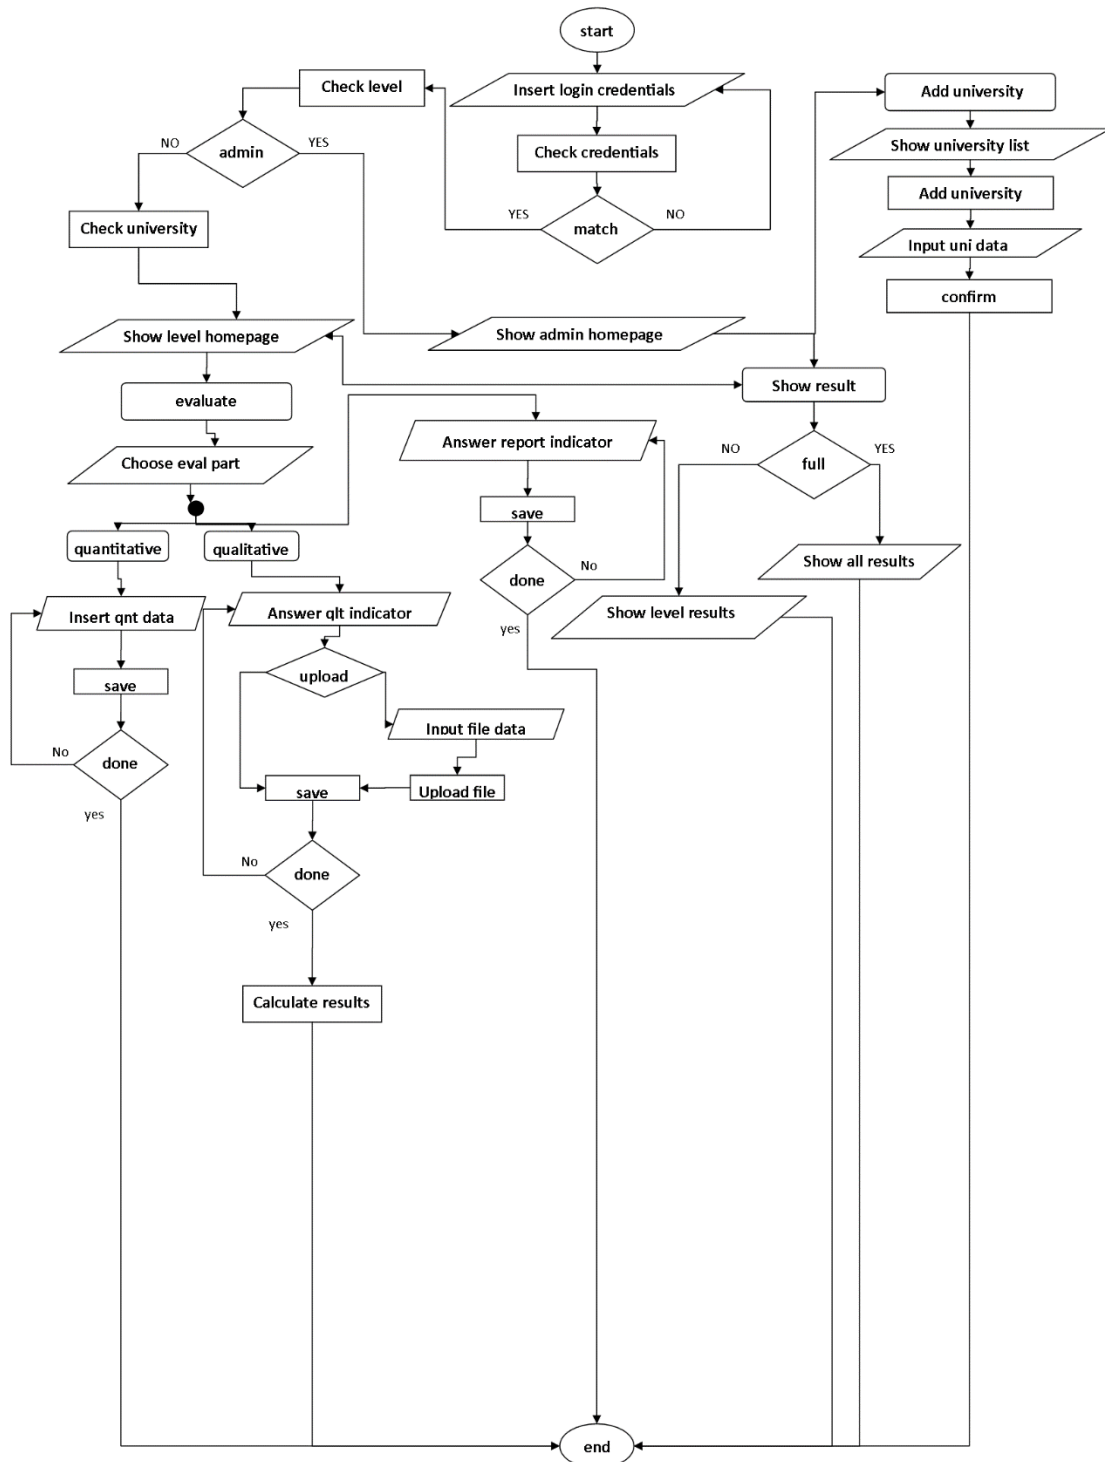 start
Check level
Insert login credentials
Add university
NO
admin
YES
Check credentials
Show university list
Add university
Check university
YES
match
NO
Input uni data
confirm
Show level homepage
Show admin homepage
Show result
evaluate
Answer report indicator
NO
full
YES
Choose eval part
save
quantitative
qualitative
done
No
Show all results
Insert qnt data
Answer qlt indicator
Show level results
yes
save
upload
Input file data
No
done
save
Upload file
yes
No
done
yes
Calculate results
end